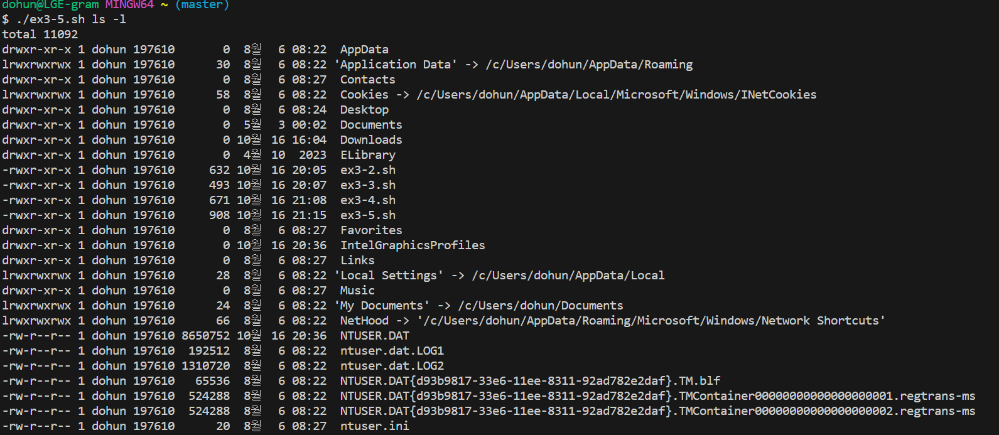 dohun@LGE-gram MINGW64 ~ (master)
$ ./ex3-5.sh ls -l
total 11092
drwxr-xr-x 1 dohun 197610       0  8월   6 08:22  AppData
lrwxrwxrwx 1 dohun 197610      30  8월   6 08:22 'Application Data' -> /c/Users/dohun/AppData/Roaming
drwxr-xr-x 1 dohun 197610       0  8월   6 08:27  Contacts
lrwxrwxrwx 1 dohun 197610      58  8월   6 08:22  Cookies -> /c/Users/dohun/AppData/Local/Microsoft/Windows/INetCookies
drwxr-xr-x 1 dohun 197610       0  8월   6 08:24  Desktop
drwxr-xr-x 1 dohun 197610       0  5월   3 00:02  Documents
drwxr-xr-x 1 dohun 197610       0 10월  16 16:04  Downloads
drwxr-xr-x 1 dohun 197610       0  4월  10  2023  ELibrary
-rwxr-xr-x 1 dohun 197610     632 10월  16 20:05  ex3-2.sh
-rwxr-xr-x 1 dohun 197610     493 10월  16 20:07  ex3-3.sh
-rwxr-xr-x 1 dohun 197610     671 10월  16 21:08  ex3-4.sh
-rwxr-xr-x 1 dohun 197610     908 10월  16 21:15  ex3-5.sh
drwxr-xr-x 1 dohun 197610       0  8월   6 08:27  Favorites
drwxr-xr-x 1 dohun 197610       0 10월  16 20:36  IntelGraphicsProfiles
drwxr-xr-x 1 dohun 197610       0  8월   6 08:27  Links
lrwxrwxrwx 1 dohun 197610      28  8월   6 08:22 'Local Settings' -> /c/Users/dohun/AppData/Local
drwxr-xr-x 1 dohun 197610       0  8월   6 08:27  Music
lrwxrwxrwx 1 dohun 197610      24  8월   6 08:22 'My Documents' -> /c/Users/dohun/Documents
lrwxrwxrwx 1 dohun 197610      66  8월   6 08:22  NetHood -> '/c/Users/dohun/AppData/Roaming/Microsoft/Windows/Network Shortcuts'
-rw-r--r-- 1 dohun 197610 8650752 10월  16 20:36  NTUSER.DAT
-rw-r--r-- 1 dohun 197610  192512  8월   6 08:22  ntuser.dat.LOG1
-rw-r--r-- 1 dohun 197610 1310720  8월   6 08:22  ntuser.dat.LOG2
-rw-r--r-- 1 dohun 197610   65536  8월   6 08:22  NTUSER.DAT{d93b9817-33e6-11ee-8311-92ad782e2daf}.TM.blf
-rw-r--r-- 1 dohun 197610  524288  8월   6 08:22  NTUSER.DAT{d93b9817-33e6-11ee-8311-92ad782e2daf}.TMContainer00000000000000000001.regtrans-ms
-rw-r--r-- 1 dohun 197610  524288  8월   6 08:22  NTUSER.DAT{d93b9817-33e6-11ee-8311-92ad782e2daf}.TMContainer00000000000000000002.regtrans-ms
-rw-r--r-- 1 dohun 197610      20  8월   6 08:27  ntuser.ini